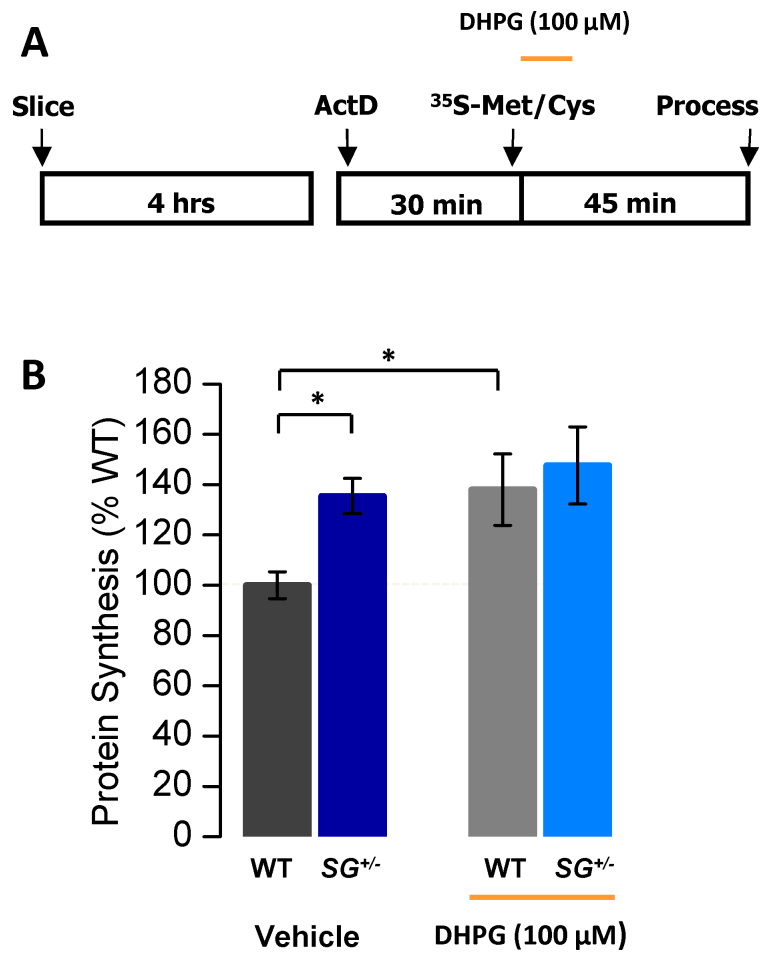 A
DHPG (100 µM)
Slice
ActD
³⁵S-Met/Cys
Process
4 hrs
30 min
45 min
B
Protein Synthesis (% WT)
180
160
140
120
100
80
60
40
20
0
*
*
WT
SG⁺/⁻
WT
SG⁺/⁻
Vehicle
DHPG (100 µM)